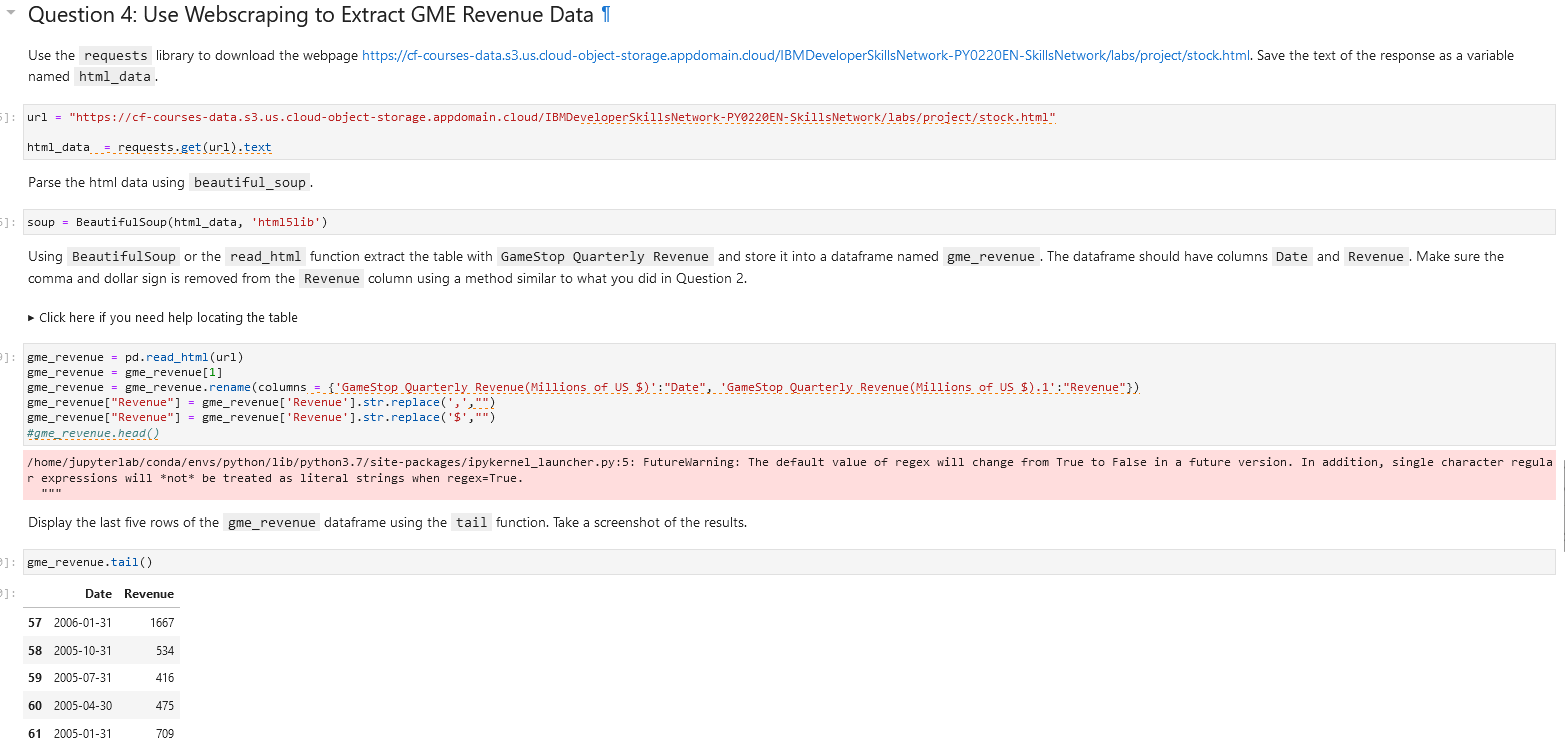 Question 4: Use Webscraping to Extract GME Revenue Data ¶
Use the requests library to download the webpage https://cf-courses-data.s3.us.cloud-object-storage.appdomain.cloud/IBMDeveloperSkillsNetwork-PY0220EN-SkillsNetwork/labs/project/stock.html. Save the text of the response as a variable
named html_data.
]: url = "https://cf-courses-data.s3.us.cloud-object-storage.appdomain.cloud/IBMDeveloperSkillsNetwork-PY0220EN-SkillsNetwork/labs/project/stock.html"
html_data  = requests.get(url).text
Parse the html data using beautiful_soup.
]: soup = BeautifulSoup(html_data, 'html5lib')
Using BeautifulSoup or the read_html function extract the table with GameStop Quarterly Revenue and store it into a dataframe named gme_revenue. The dataframe should have columns Date and Revenue. Make sure the
comma and dollar sign is removed from the Revenue column using a method similar to what you did in Question 2.
▸ Click here if you need help locating the table
]: gme_revenue = pd.read_html(url)
gme_revenue = gme_revenue[1]
gme_revenue = gme_revenue.rename(columns = {'GameStop Quarterly Revenue(Millions of US $)':"Date", 'GameStop Quarterly Revenue(Millions of US $).1':"Revenue"})
gme_revenue["Revenue"] = gme_revenue['Revenue'].str.replace(',',"")
gme_revenue["Revenue"] = gme_revenue['Revenue'].str.replace('$',"")
#gme_revenue.head()
/home/jupyterlab/conda/envs/python/lib/python3.7/site-packages/ipykernel_launcher.py:5: FutureWarning: The default value of regex will change from True to False in a future version. In addition, single character regula
r expressions will *not* be treated as literal strings when regex=True.
"""
Display the last five rows of the gme_revenue dataframe using the tail function. Take a screenshot of the results.
]: gme_revenue.tail()
]: Date Revenue
57 2006-01-31 1667
58 2005-10-31 534
59 2005-07-31 416
60 2005-04-30 475
61 2005-01-31 709